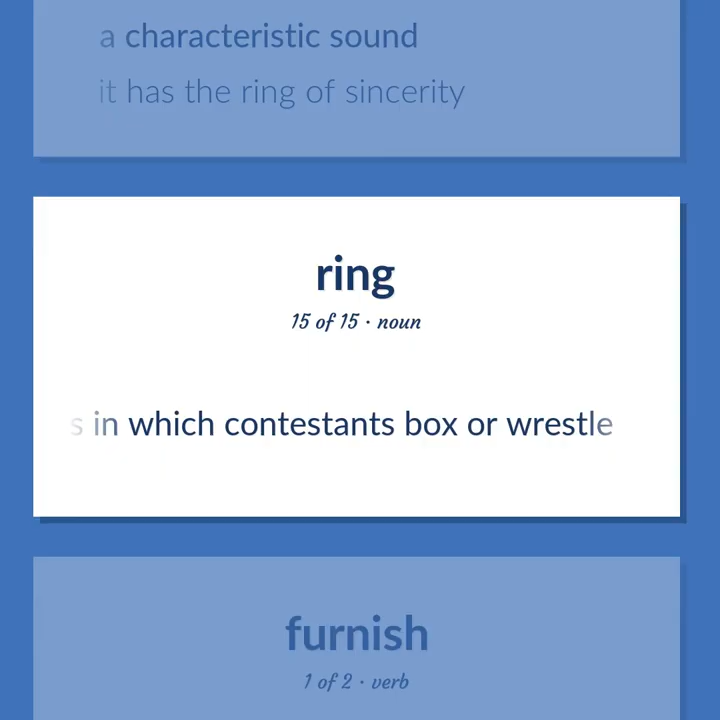 a characteristic sound
it has the ring of sincerity
ring
15 of 15 · noun
s in which contestants box or wrestle
furnish
1 of 2 · verb